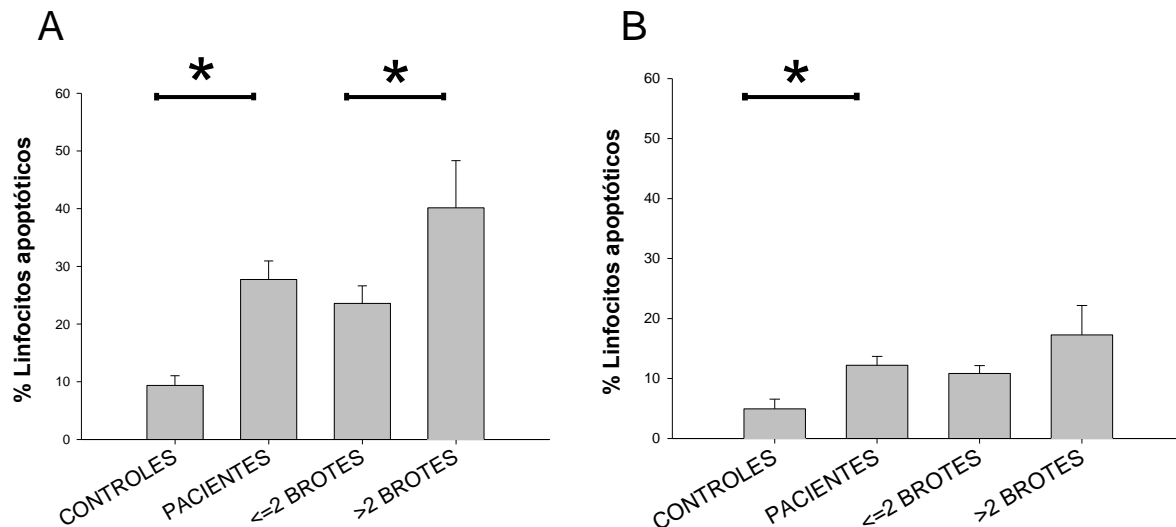 A
*
*
% Linfocitos apoptóticos
60
50
40
30
20
10
0
CONTROLES
PACIENTES
<=2 BROTES
>2 BROTES
B
*
% Linfocitos apoptóticos
60
50
40
30
20
10
0
CONTROLES
PACIENTES
<=2 BROTES
>2 BROTES